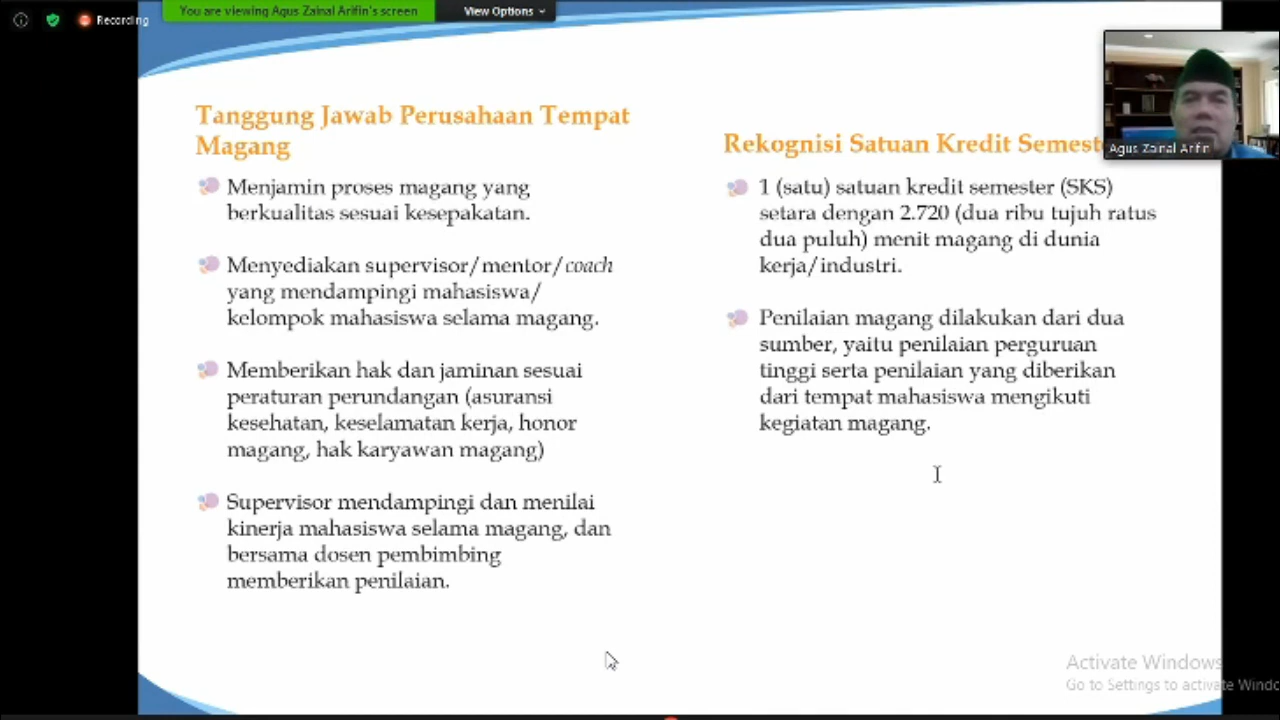 Recording
You are viewing Agus Zainal Arifin's screen
View Options
Tanggung Jawab Perusahaan Tempat
Magang
Menjamin proses magang yang
berkualitas sesuai kesepakatan.
Menyediakan supervisor/mentor/coach
yang mendampingi mahasiswa/
kelompok mahasiswa selama magang.
Memberikan hak dan jaminan sesuai
peraturan perundangan (asuransi
kesehatan, keselamatan kerja, honor
magang, hak karyawan magang)
Supervisor mendampingi dan menilai
kinerja mahasiswa selama magang, dan
bersama dosen pembimbing
memberikan penilaian.
Rekognisi Satuan Kredit Semest
1 (satu) satuan kredit semester (SKS)
setara dengan 2.720 (dua ribu tujuh ratus
dua puluh) menit magang di dunia
kerja/industri.
Penilaian magang dilakukan dari dua
sumber, yaitu penilaian perguruan
tinggi serta penilaian yang diberikan
dari tempat mahasiswa mengikuti
kegiatan magang.
Agus Zainal Arifin
Activate Windows
Go to Settings to activate Windo